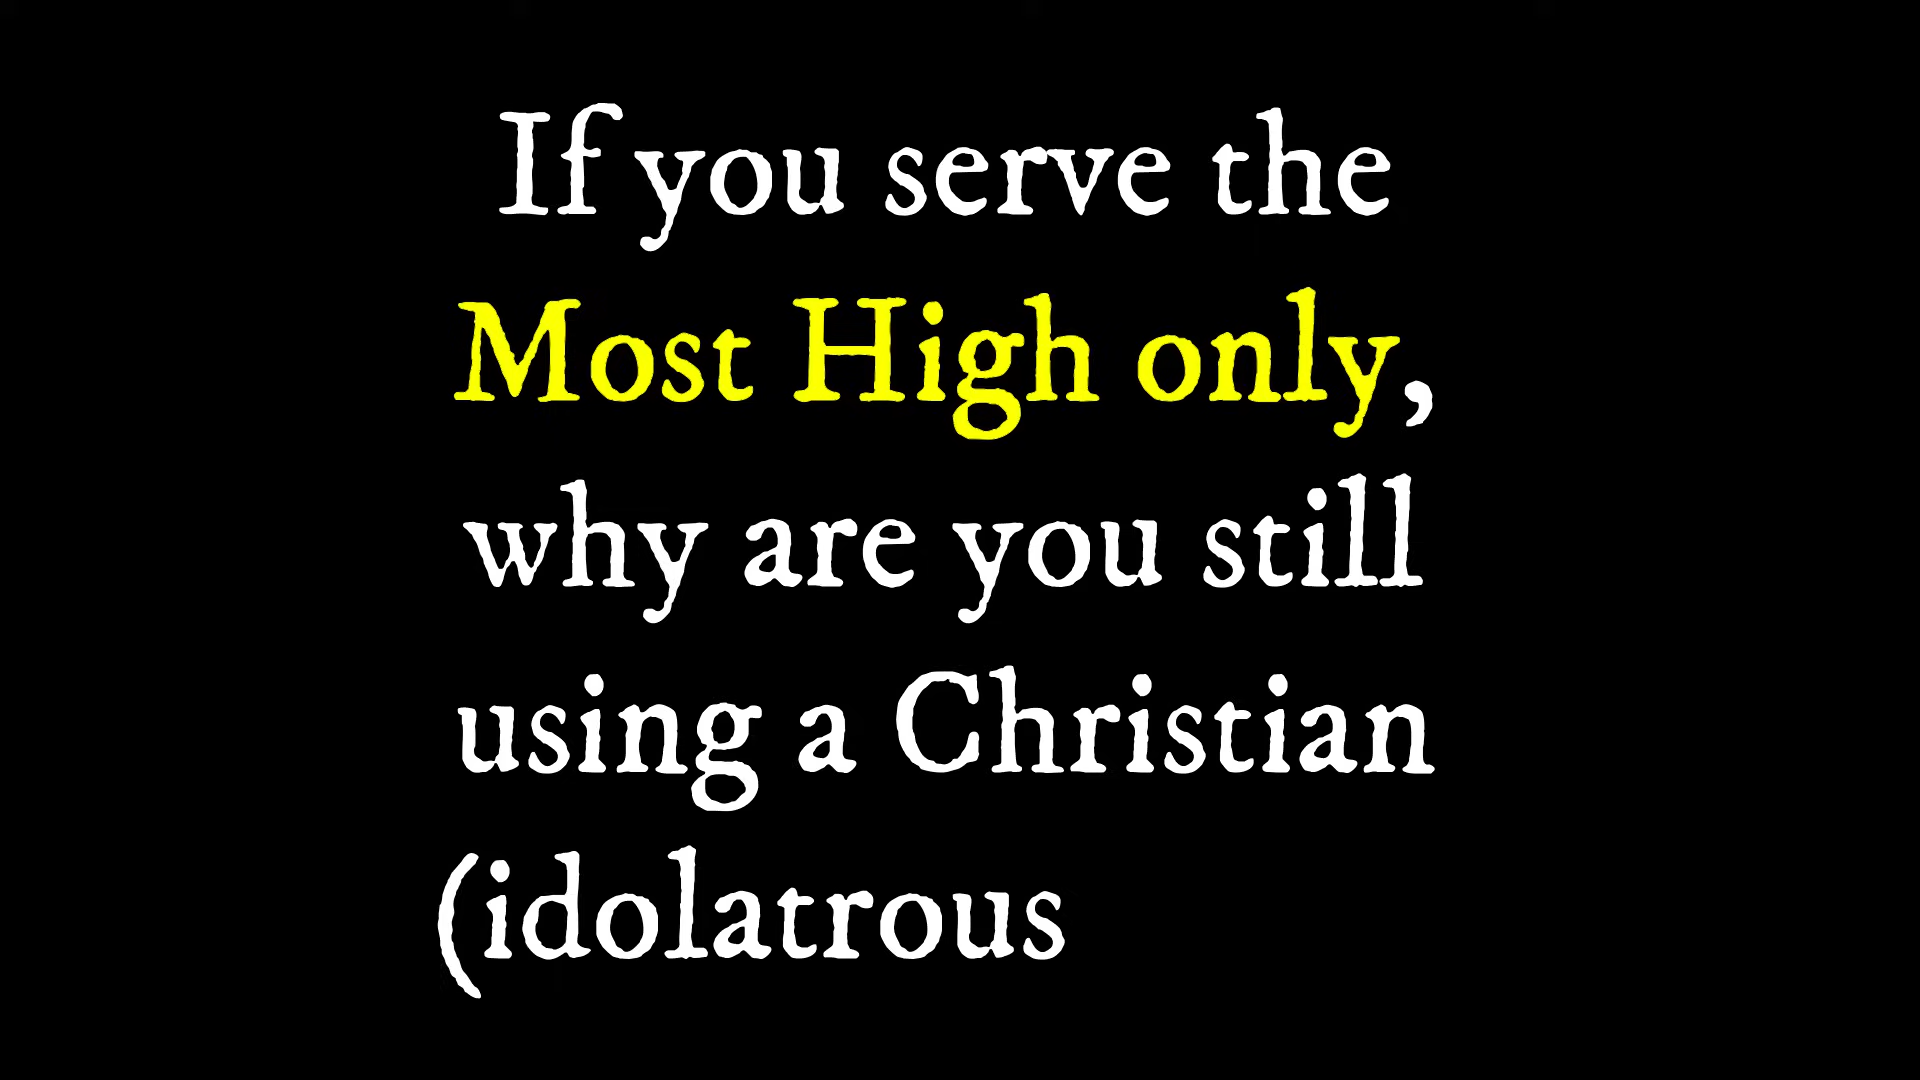 If you serve the
Most High only,
why are you still
using a Christian
(idolatrous